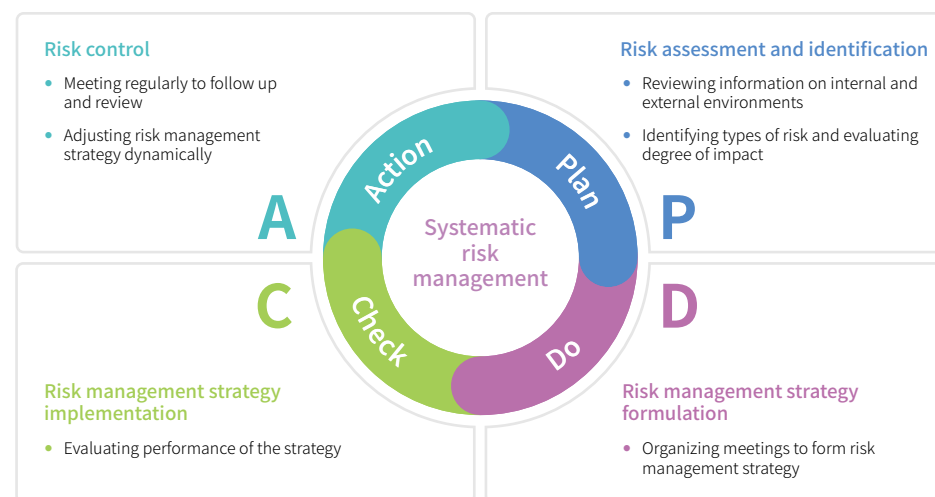 Risk control
• Meeting regularly to follow up
and review
• Adjusting risk management
strategy dynamically
A
Risk assessment and identification
• Reviewing information on internal and
external environments
• Identifying types of risk and evaluating
degree of impact
P
Action
Plan
Systematic
risk
management
Check
Do
C
Risk management strategy
implementation
• Evaluating performance of the strategy
D
Risk management strategy
formulation
• Organizing meetings to form risk
management strategy